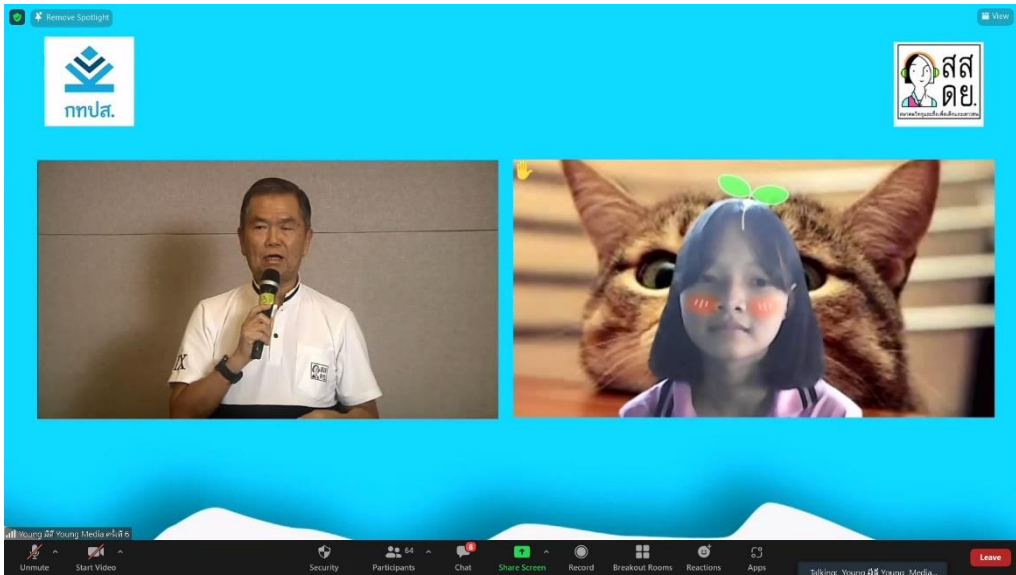 Remove Spotlight
View
กทปส.
สส
ดย.
Young มีดี Young Media ครั้งที่ 6
Unmute
Start Video
Security
64
Participants
8
Chat
Share Screen
Record
Breakout Rooms
Reactions
Apps
Talking: Young มีดี Young Media...
Leave